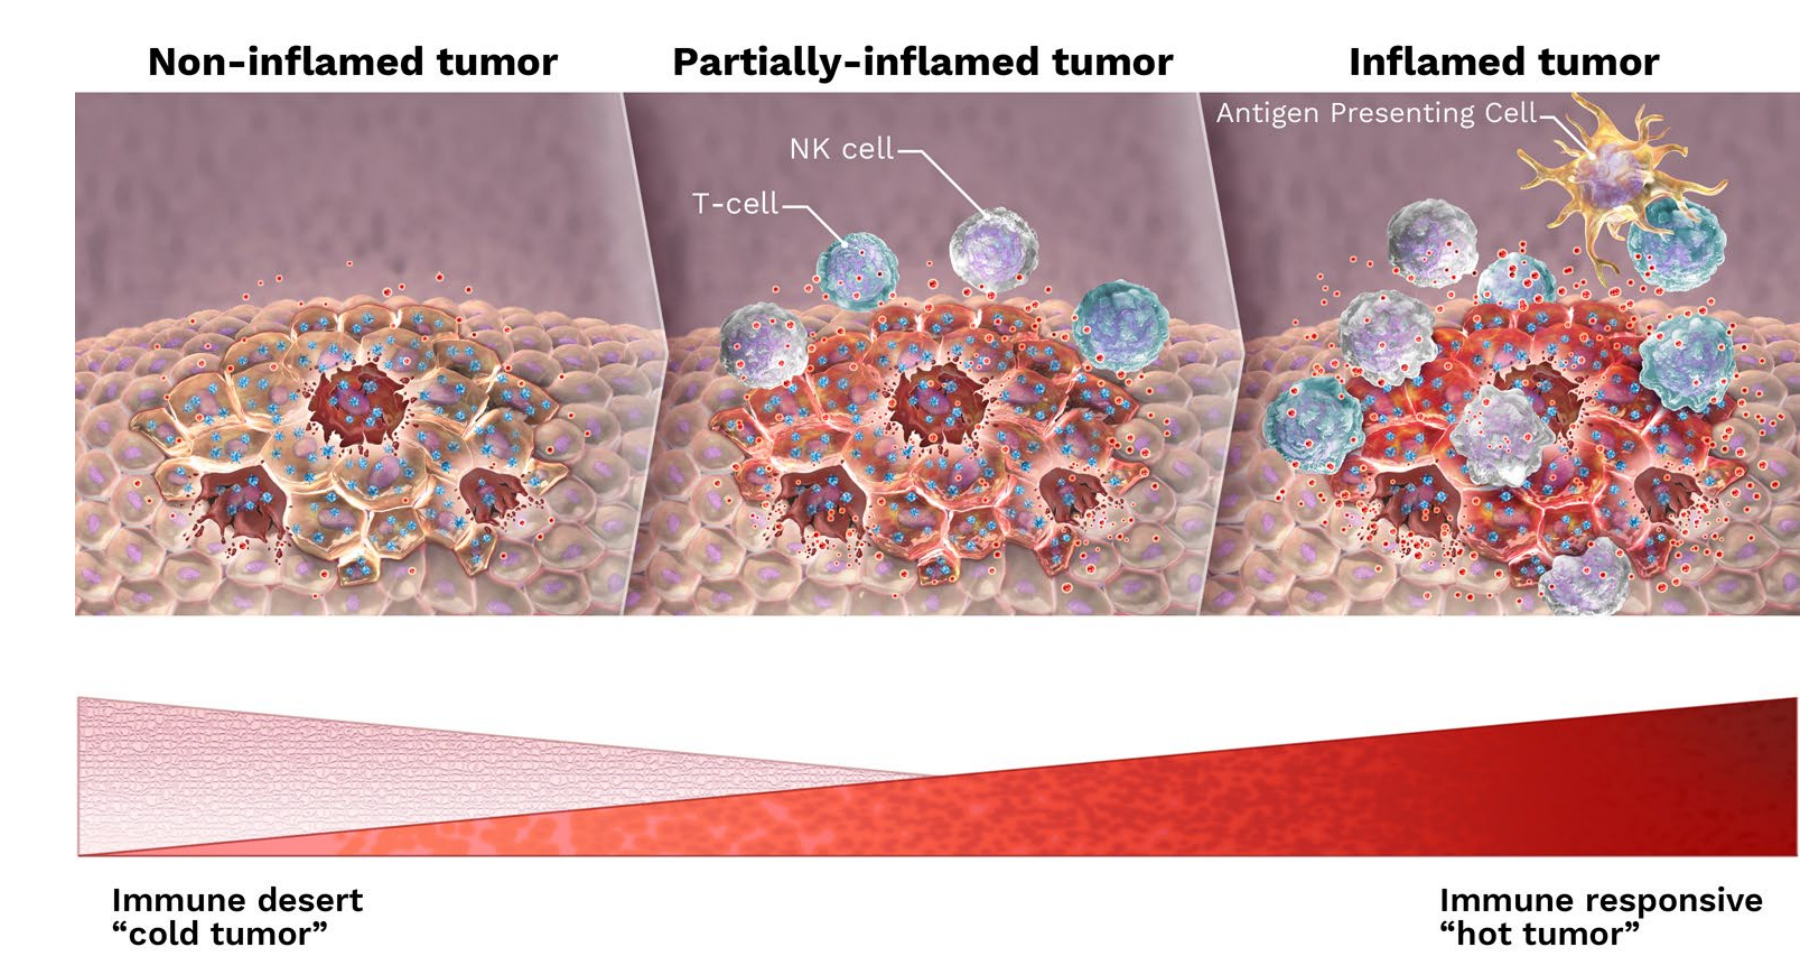 Non-inflamed tumor
Partially-inflamed tumor
Inflamed tumor
Antigen Presenting Cell
NK cell
T-cell
Immune desert
“cold tumor”
Immune responsive
“hot tumor”